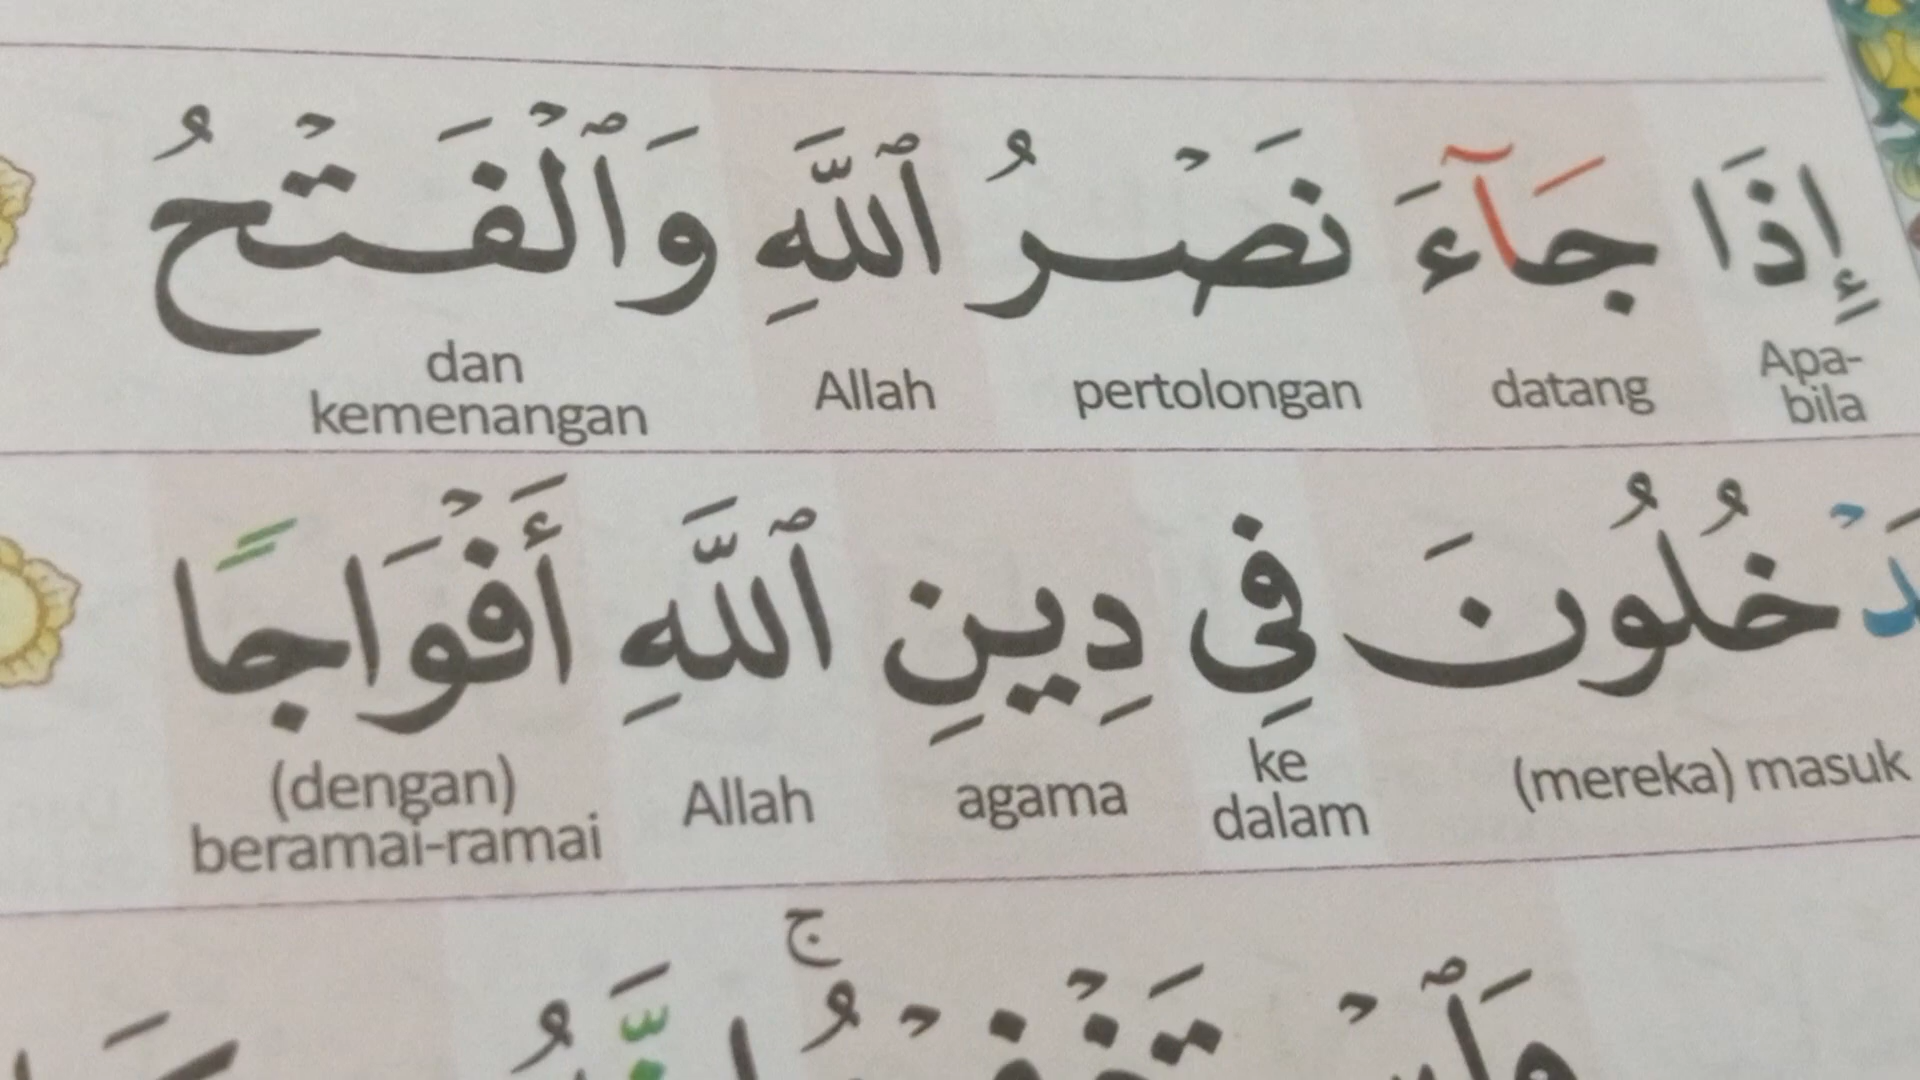 إِذَا جَآءَ نَصْرُ ٱللَّهِ وَٱلْفَتْحُ
Apa-bila datang pertolongan Allah dan kemenangan
دْخُلُونَ فِي دِينِ ٱللَّهِ أَفْوَاجًا
(mereka) masuk ke dalam agama Allah (dengan) beramai-ramai